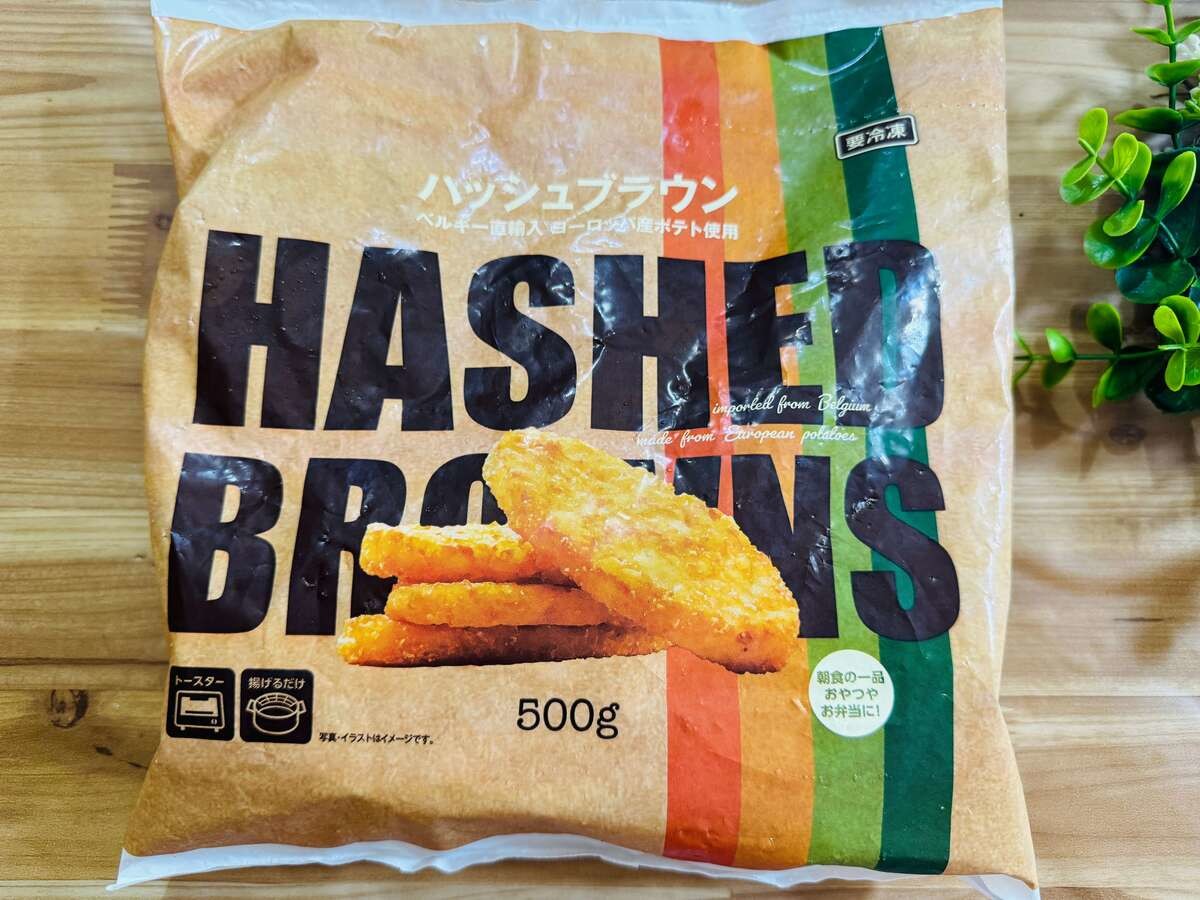 要冷凍
ハッシュブラウン
ベルギー直輸入 ヨーロッパ産ポテト使用
HASHED
imported from Belgium
made from European potatoes
BROWNS
トースター
揚げるだけ
写真・イラストはイメージです。
500g
朝食の一品
おやつや
お弁当に!